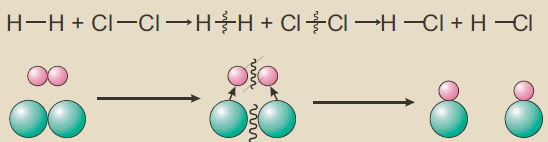 H—H + Cl—Cl → H⸾H + Cl⸾Cl → H—Cl + H—Cl